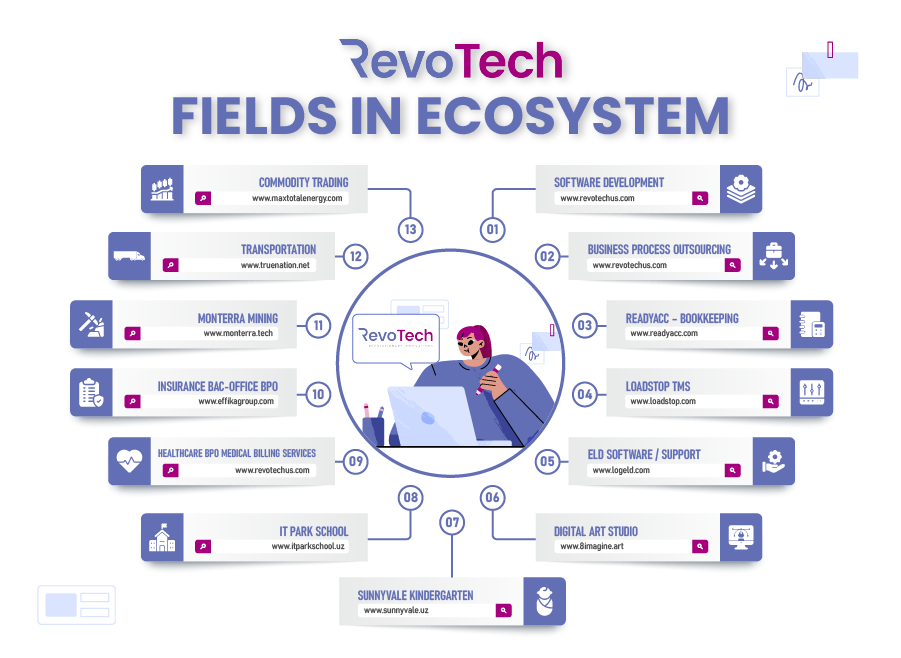 RevoTech
FIELDS IN ECOSYSTEM
01
SOFTWARE DEVELOPMENT
www.revotechus.com
02
BUSINESS PROCESS OUTSOURCING
www.revotechus.com
03
READYACC - BOOKKEEPING
www.readyacc.com
04
LOADSTOP TMS
www.loadstop.com
05
ELD SOFTWARE / SUPPORT
www.logeld.com
06
DIGITAL ART STUDIO
www.8imagine.art
07
SUNNYVALE KINDERGARTEN
www.sunnyvale.uz
08
IT PARK SCHOOL
www.itparkschool.uz
09
HEALTHCARE BPO MEDICAL BILLING SERVICES
www.revotechus.com
10
INSURANCE BAC-OFFICE BPO
www.effikagroup.com
11
MONTERRA MINING
www.monterra.tech
12
TRANSPORTATION
www.truenation.net
13
COMMODITY TRADING
www.maxtotalenergy.com
RevoTech